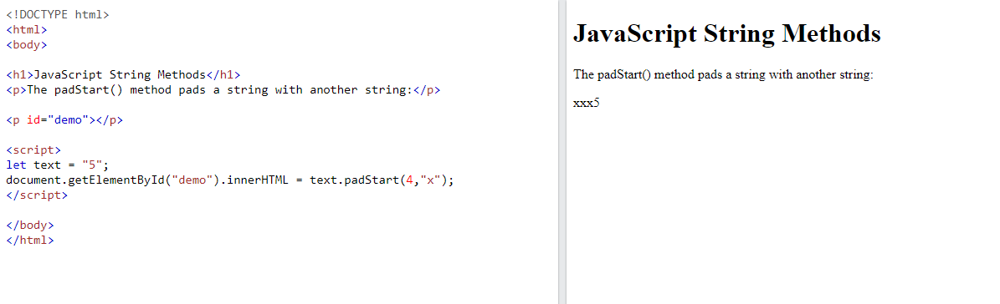 <!DOCTYPE html>
<html>
<body>
<h1>JavaScript String Methods</h1>
<p>The padStart() method pads a string with another string:</p>
<p id="demo"></p>
<script>
let text = "5";
document.getElementById("demo").innerHTML = text.padStart(4,"x");
</script>
</body>
</html>
JavaScript String Methods
The padStart() method pads a string with another string:
xxx5